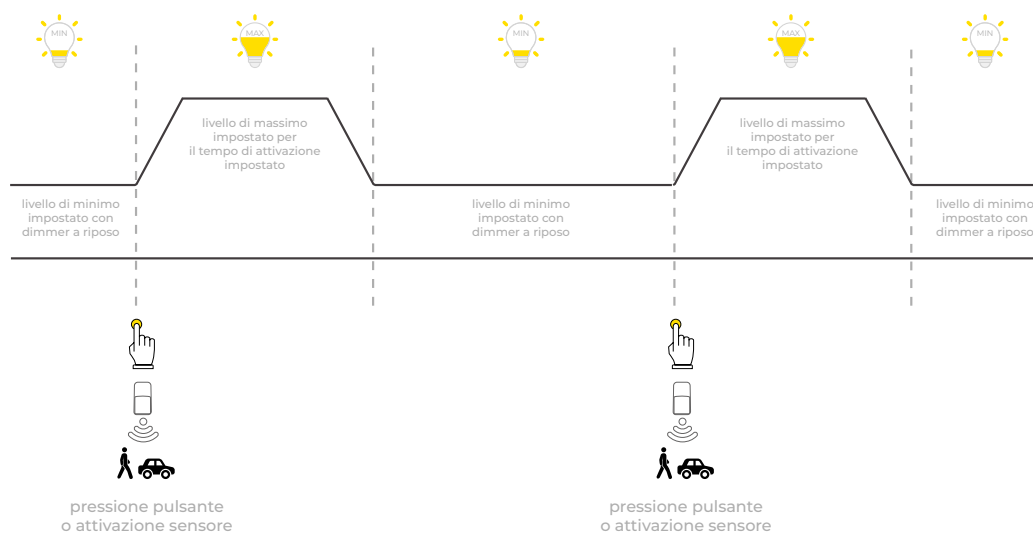 MIN
MAX
MIN
MAX
MIN
livello di massimo
impostato per
il tempo di attivazione
impostato
livello di massimo
impostato per
il tempo di attivazione
impostato
livello di minimo
impostato con
dimmer a riposo
livello di minimo
impostato con
dimmer a riposo
livello di minimo
impostato con
dimmer a riposo
pressione pulsante
o attivazione sensore
pressione pulsante
o attivazione sensore